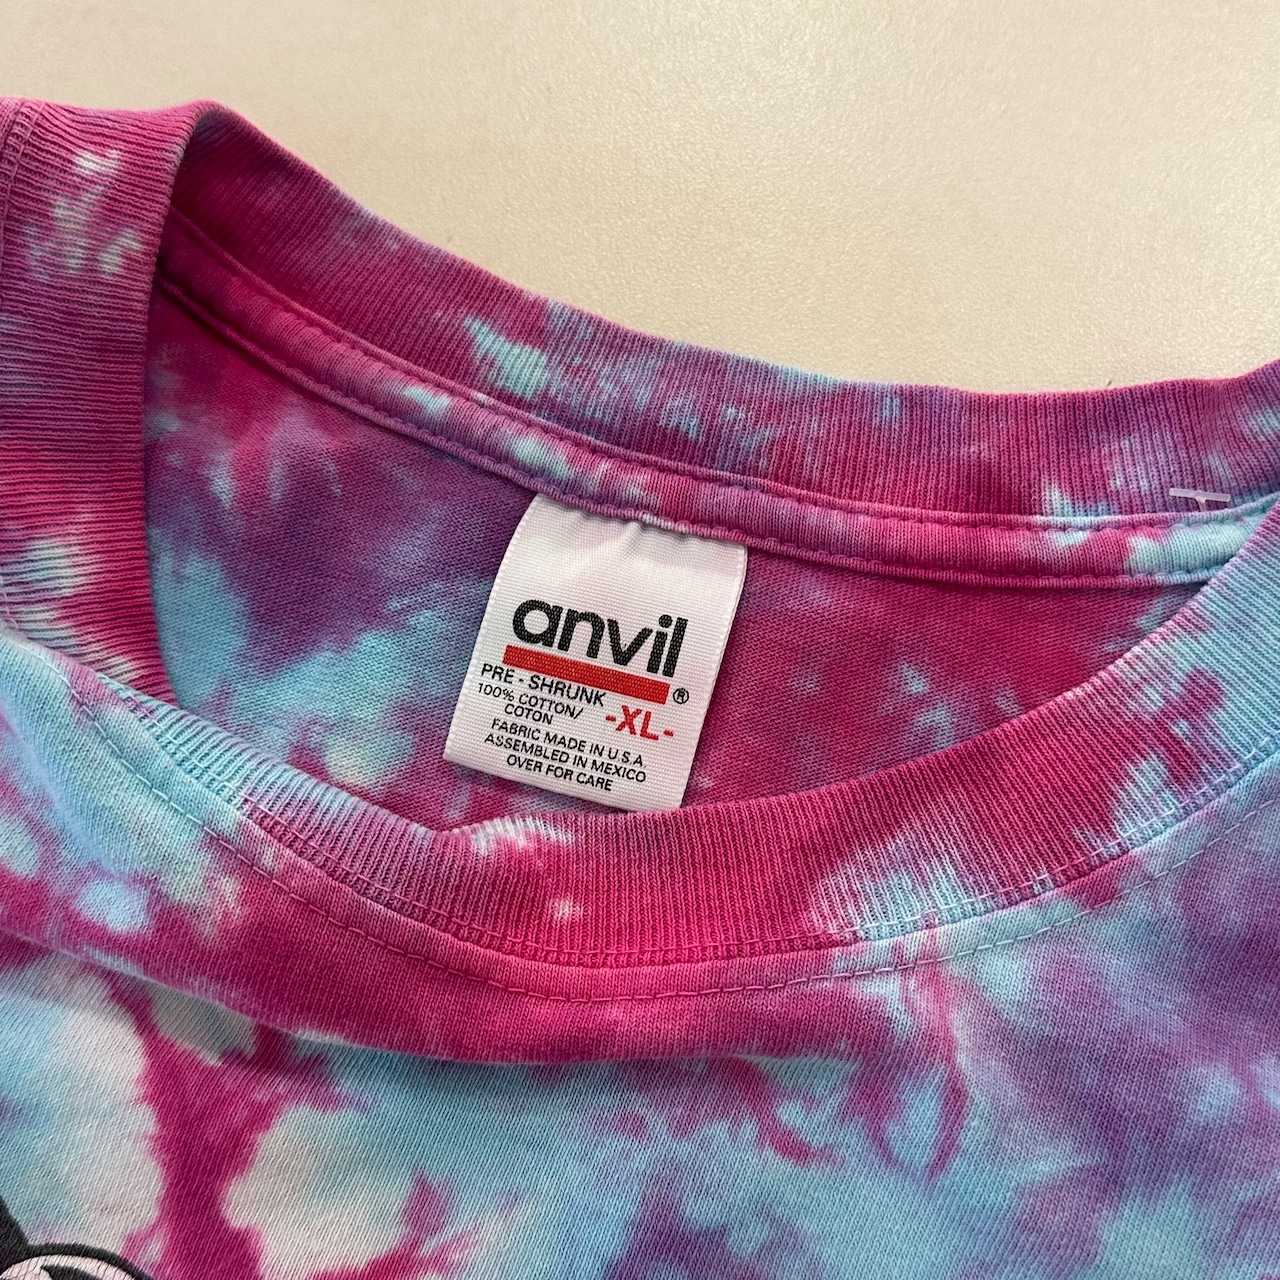 anvil
PRE - SHRUNK ®
100% COTTON/
COTON -XL-
FABRIC MADE IN U.S.A.
ASSEMBLED IN MEXICO
OVER FOR CARE